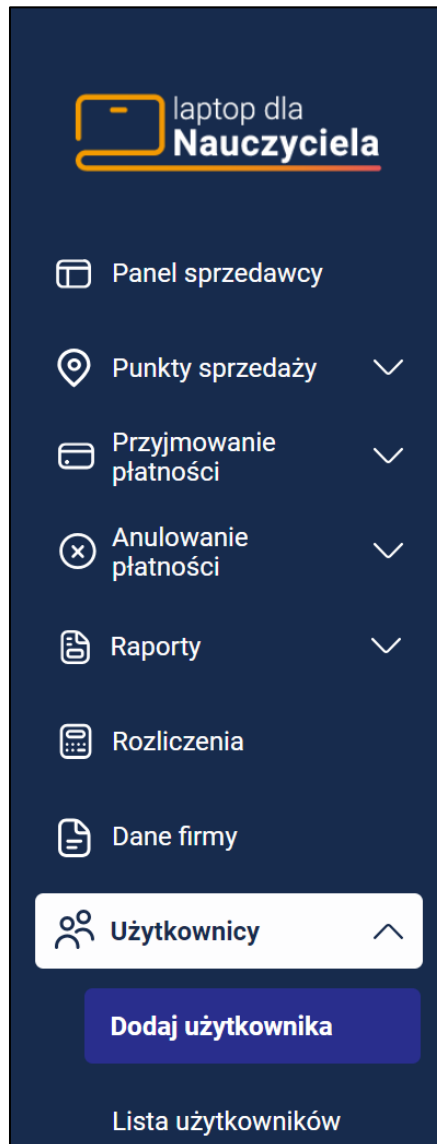 laptop dla
Nauczyciela
Panel sprzedawcy
Punkty sprzedaży
Przyjmowanie
płatności
Anulowanie
płatności
Raporty
Rozliczenia
Dane firmy
Użytkownicy
Dodaj użytkownika
Lista użytkowników